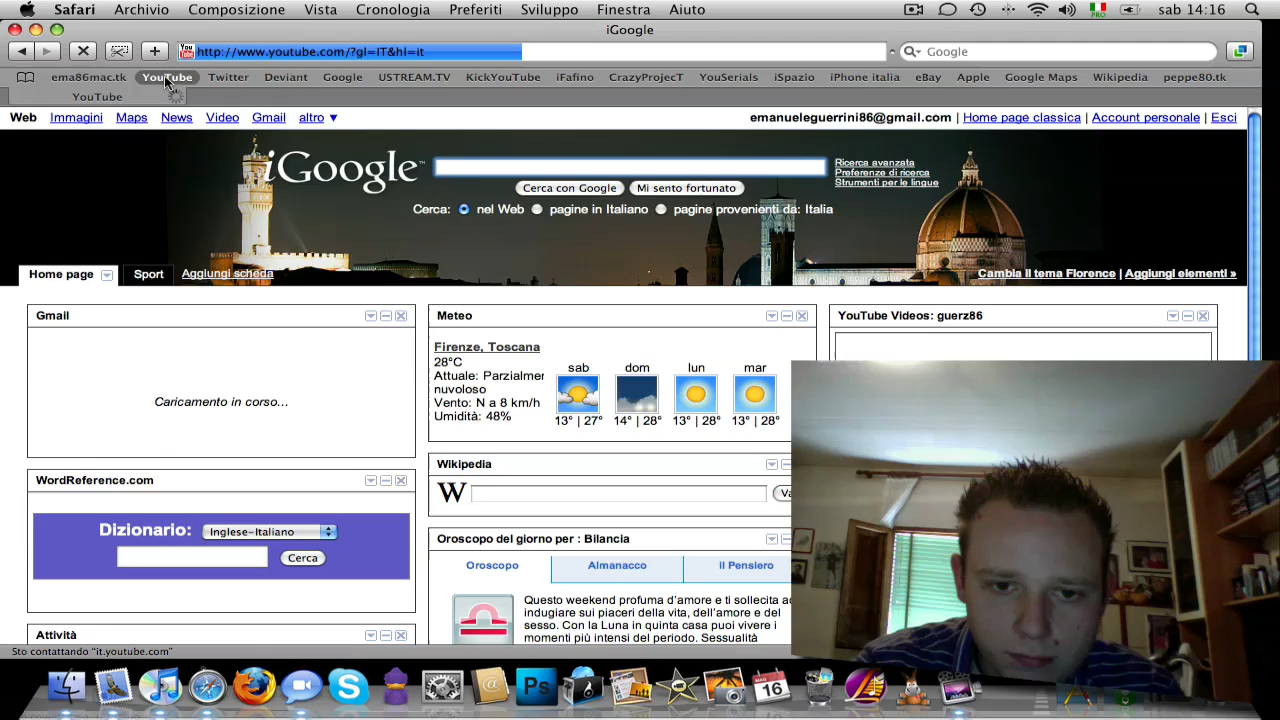 Safari Archivio Composizione Vista Cronologia Preferiti Sviluppo Finestra Aiuto PRO sab 14:16
iGoogle
You Tube http://www.youtube.com/?gl=IT&hl=it Google
ema86mac.tk YouTube Twitter Deviant Google USTREAM.TV KickYouTube iFafino CrazyProjecT YouSerials iSpazio iPhone italia eBay Apple Google Maps Wikipedia peppe80.tk
YouTube
Web Immagini Maps News Video Gmail altro ▼ emanueleguerrini86@gmail.com | Home page classica | Account personale | Esci
iGoogle™
Ricerca avanzata
Preferenze di ricerca
Strumenti per le lingue
Cerca con Google Mi sento fortunato
Cerca: nel Web pagine in Italiano pagine provenienti da: Italia
Home page Sport Aggiungi scheda Cambia il tema Florence | Aggiungi elementi »
Gmail
Caricamento in corso...
WordReference.com
Dizionario: Inglese-Italiano
Cerca
Attività
Meteo
Firenze, Toscana
28°C
Attuale: Parzialmer
nuvoloso
Vento: N a 8 km/h
Umidità: 48%
sab dom lun mar
13° | 27° 14° | 28° 13° | 28° 13° | 28°
Wikipedia
W Va
Oroscopo del giorno per : Bilancia
Oroscopo Almanacco il Pensiero
Questo weekend profuma d'amore e ti sollecita ad
indugiare sui piaceri della vita, dell'amore e del
sesso. Con la Luna in quinta casa puoi vivere i
momenti più intensi del periodo. Sessualità
YouTube Videos: guerz86
Sto contattando "it.youtube.com"
Ps
MAG
16